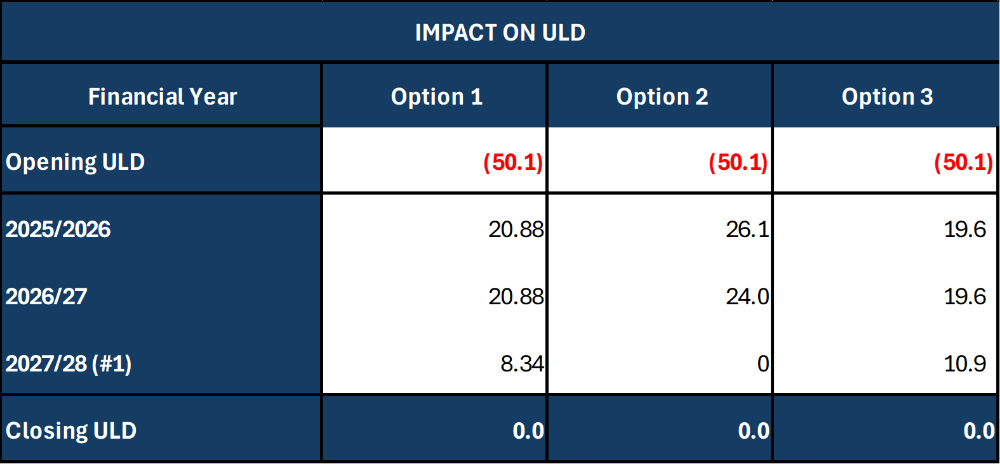 IMPACT ON ULD
Financial Year Option 1 Option 2 Option 3
Opening ULD (50.1) (50.1) (50.1)
2025/2026 20.88 26.1 19.6
2026/27 20.88 24.0 19.6
2027/28 (#1) 8.34 0 10.9
Closing ULD 0.0 0.0 0.0